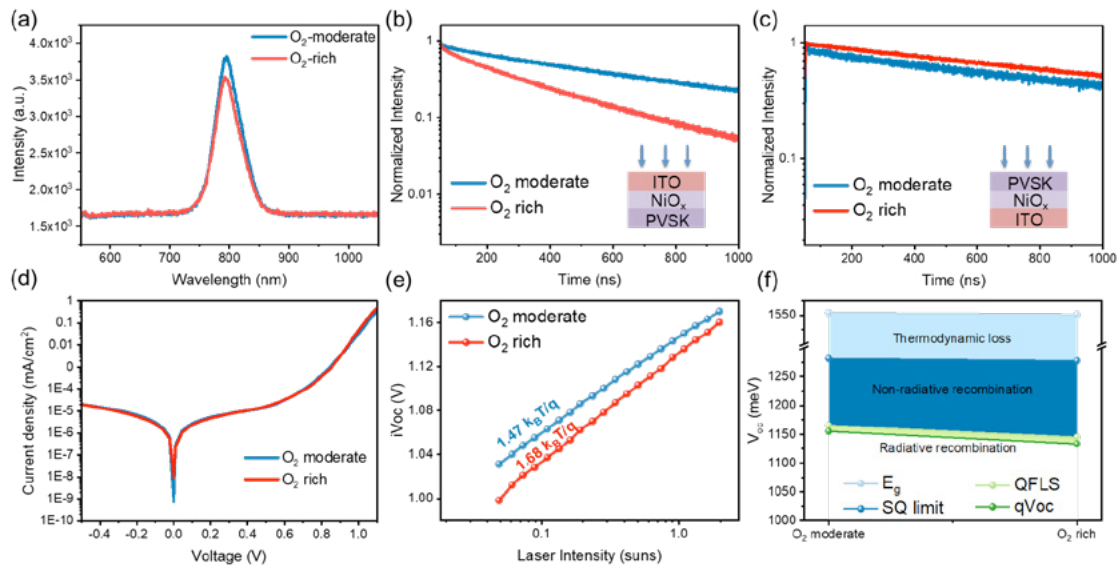 (a)
O₂-moderate
O₂-rich
4.0x10³
3.5x10³
3.0x10³
2.5x10³
2.0x10³
1.5x10³
Intensity (a.u.)
600 700 800 900 1000
Wavelength (nm)
(b)
1
0.1
0.01
Normalized Intensity
O₂ moderate
O₂ rich
ITO
NiOₓ
PVSK
200 400 600 800 1000
Time (ns)
(c)
1
0.1
Normalized Intensity
O₂ moderate
O₂ rich
PVSK
NiOₓ
ITO
200 400 600 800 1000
Time (ns)
(d)
1
0.1
0.01
0
1E-4
1E-5
1E-6
1E-7
1E-8
1E-9
1E-10
Current density (mA/cm²)
O₂ moderate
O₂ rich
-0.4 -0.2 0.0 0.2 0.4 0.6 0.8 1.0
Voltage (V)
(e)
O₂ moderate
O₂ rich
1.16
1.12
1.08
1.04
1.00
iVoc (V)
1.47 k_BT/q
1.68 k_BT/q
0.1 1.0
Laser Intensity (suns)
(f)
1550
1250
1200
1150
1100
1050
1000
V_oc (meV)
Thermodynamic loss
Non-radiative recombination
Radiative recombination
E_g
QFLS
SQ limit
qVoc
O₂ moderate
O₂ rich